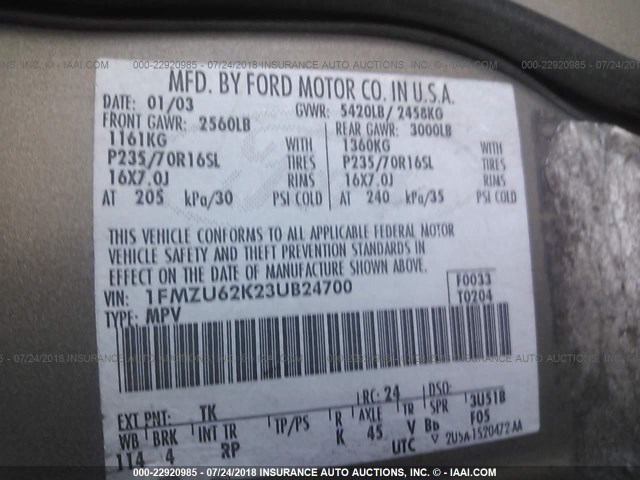 000-22920985 - 07/24/2018 INSURANCE AUTO AUCTIONS, INC. - © IAAI.COM
MFD. BY FORD MOTOR CO. IN U.S.A.
DATE: 01/03 GVWR: 5420LB/ 2458KG
FRONT GAWR: 2560LB REAR GAWR: 3000LB
1161KG WITH 1360KG WITH
P235/70R16SL TIRES P235/70R16SL TIRES
16X7.0J RIMS 16X7.0J RIMS
AT 205 kPa/30 PSI COLD AT 240 kPa/35 PSI COLD
THIS VEHICLE CONFORMS TO ALL APPLICABLE FEDERAL MOTOR
VEHICLE SAFETY AND THEFT PREVENTION STANDARDS IN
EFFECT ON THE DATE OF MANUFACTURE SHOWN ABOVE.
VIN: 1FMZU62K23UB24700 F0033
TYPE: MPV T0204
EXT PNT: TK RC: 24 DSO:
WB BRK INT TR TP/PS R AXLE TR SPR 3U51B
114 4 RP K 45 V Bb F05
UTC ▽ 2U5A-1520472-AA
000-22920985 - 07/24/2018 INSURANCE AUTO AUCTIONS, INC. - © IAAI.COM